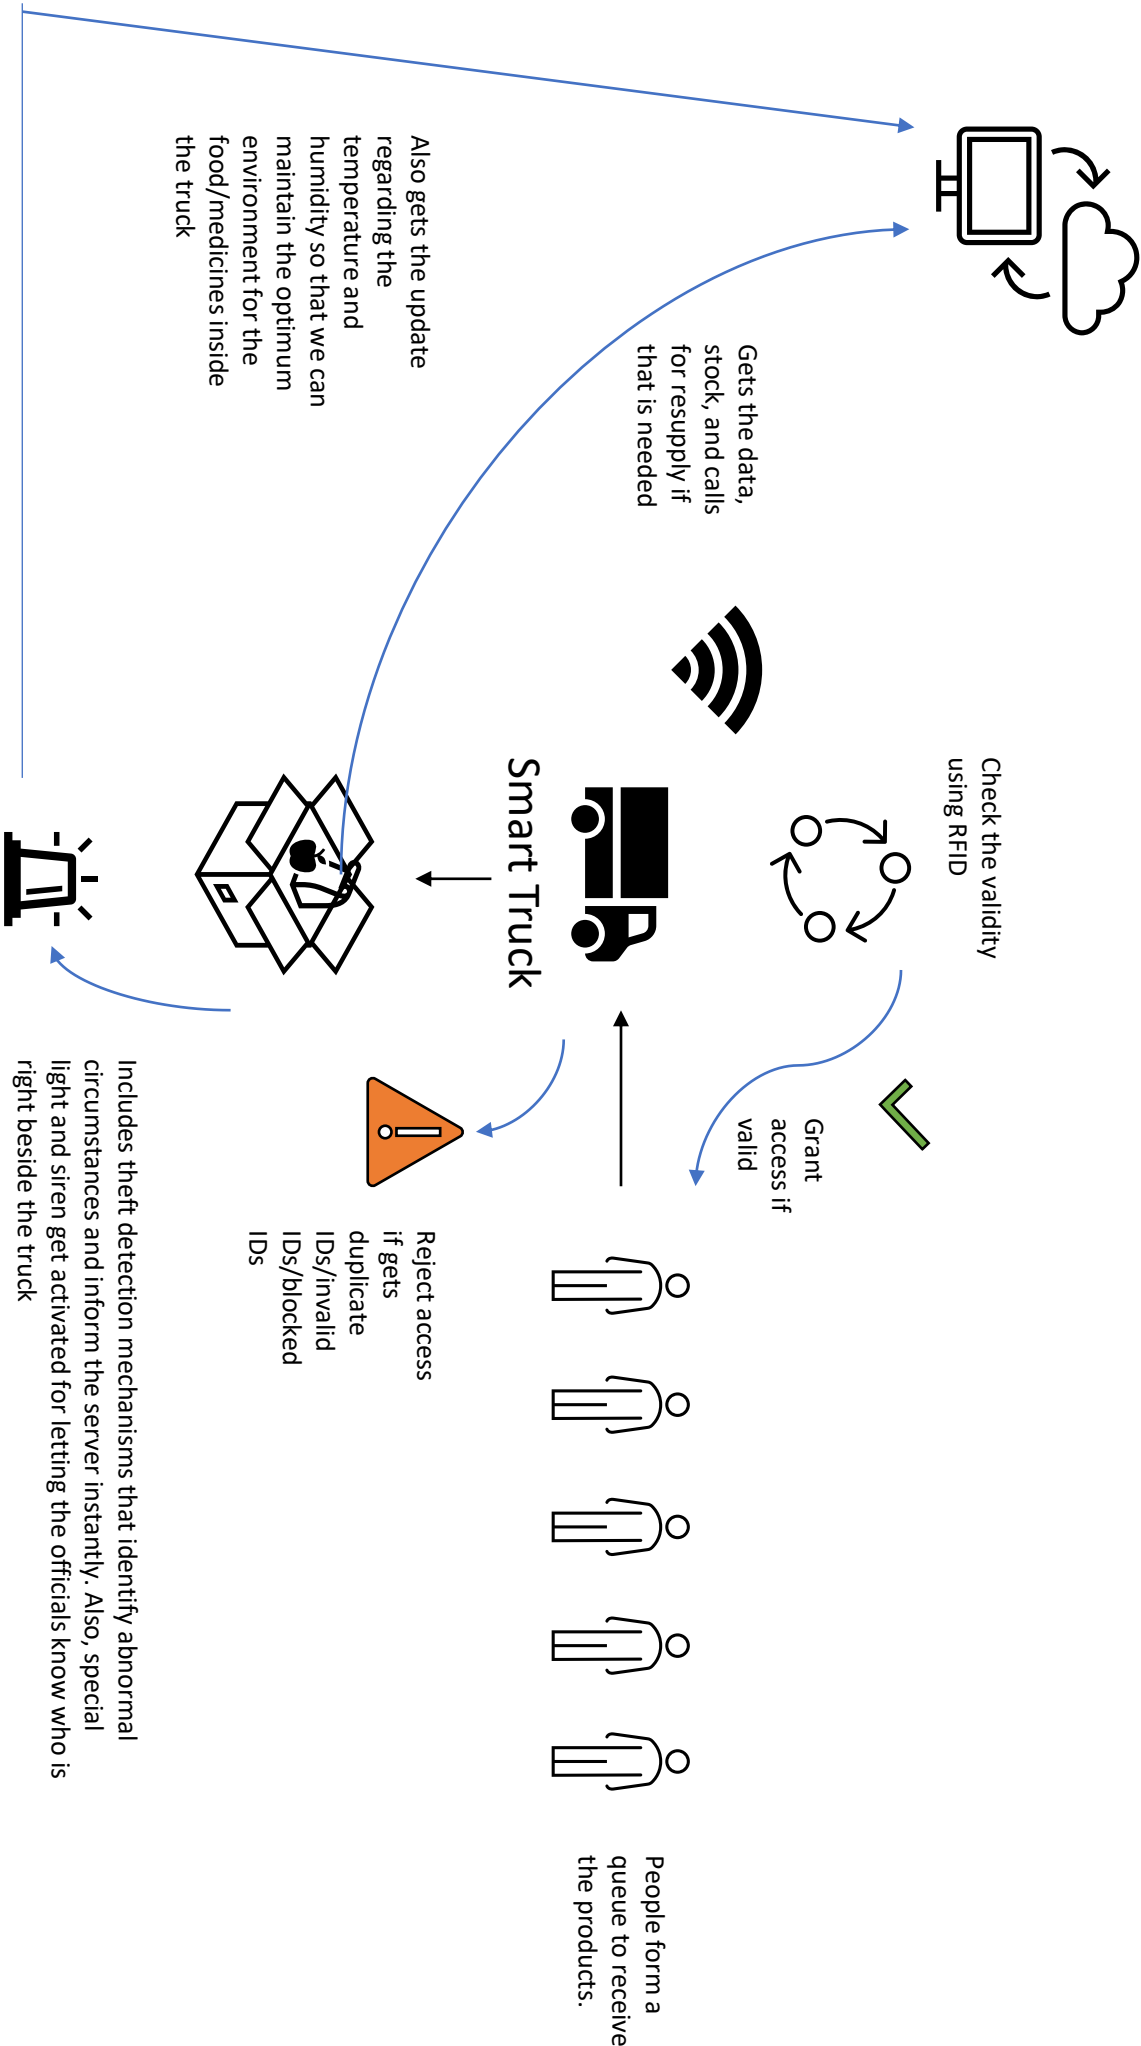 Check the validity
using RFID
Grant
access if
valid
Gets the data,
stock, and calls
for resupply if
that is needed
Smart Truck
People form a
queue to receive
the products.
Also gets the update
regarding the
temperature and
humidity so that we can
maintain the optimum
environment for the
food/medicines inside
the truck
Reject access
if gets
duplicate
IDs/invalid
IDs/blocked
IDs
Includes theft detection mechanisms that identify abnormal
circumstances and inform the server instantly. Also, special
light and siren get activated for letting the officials know who is
right beside the truck